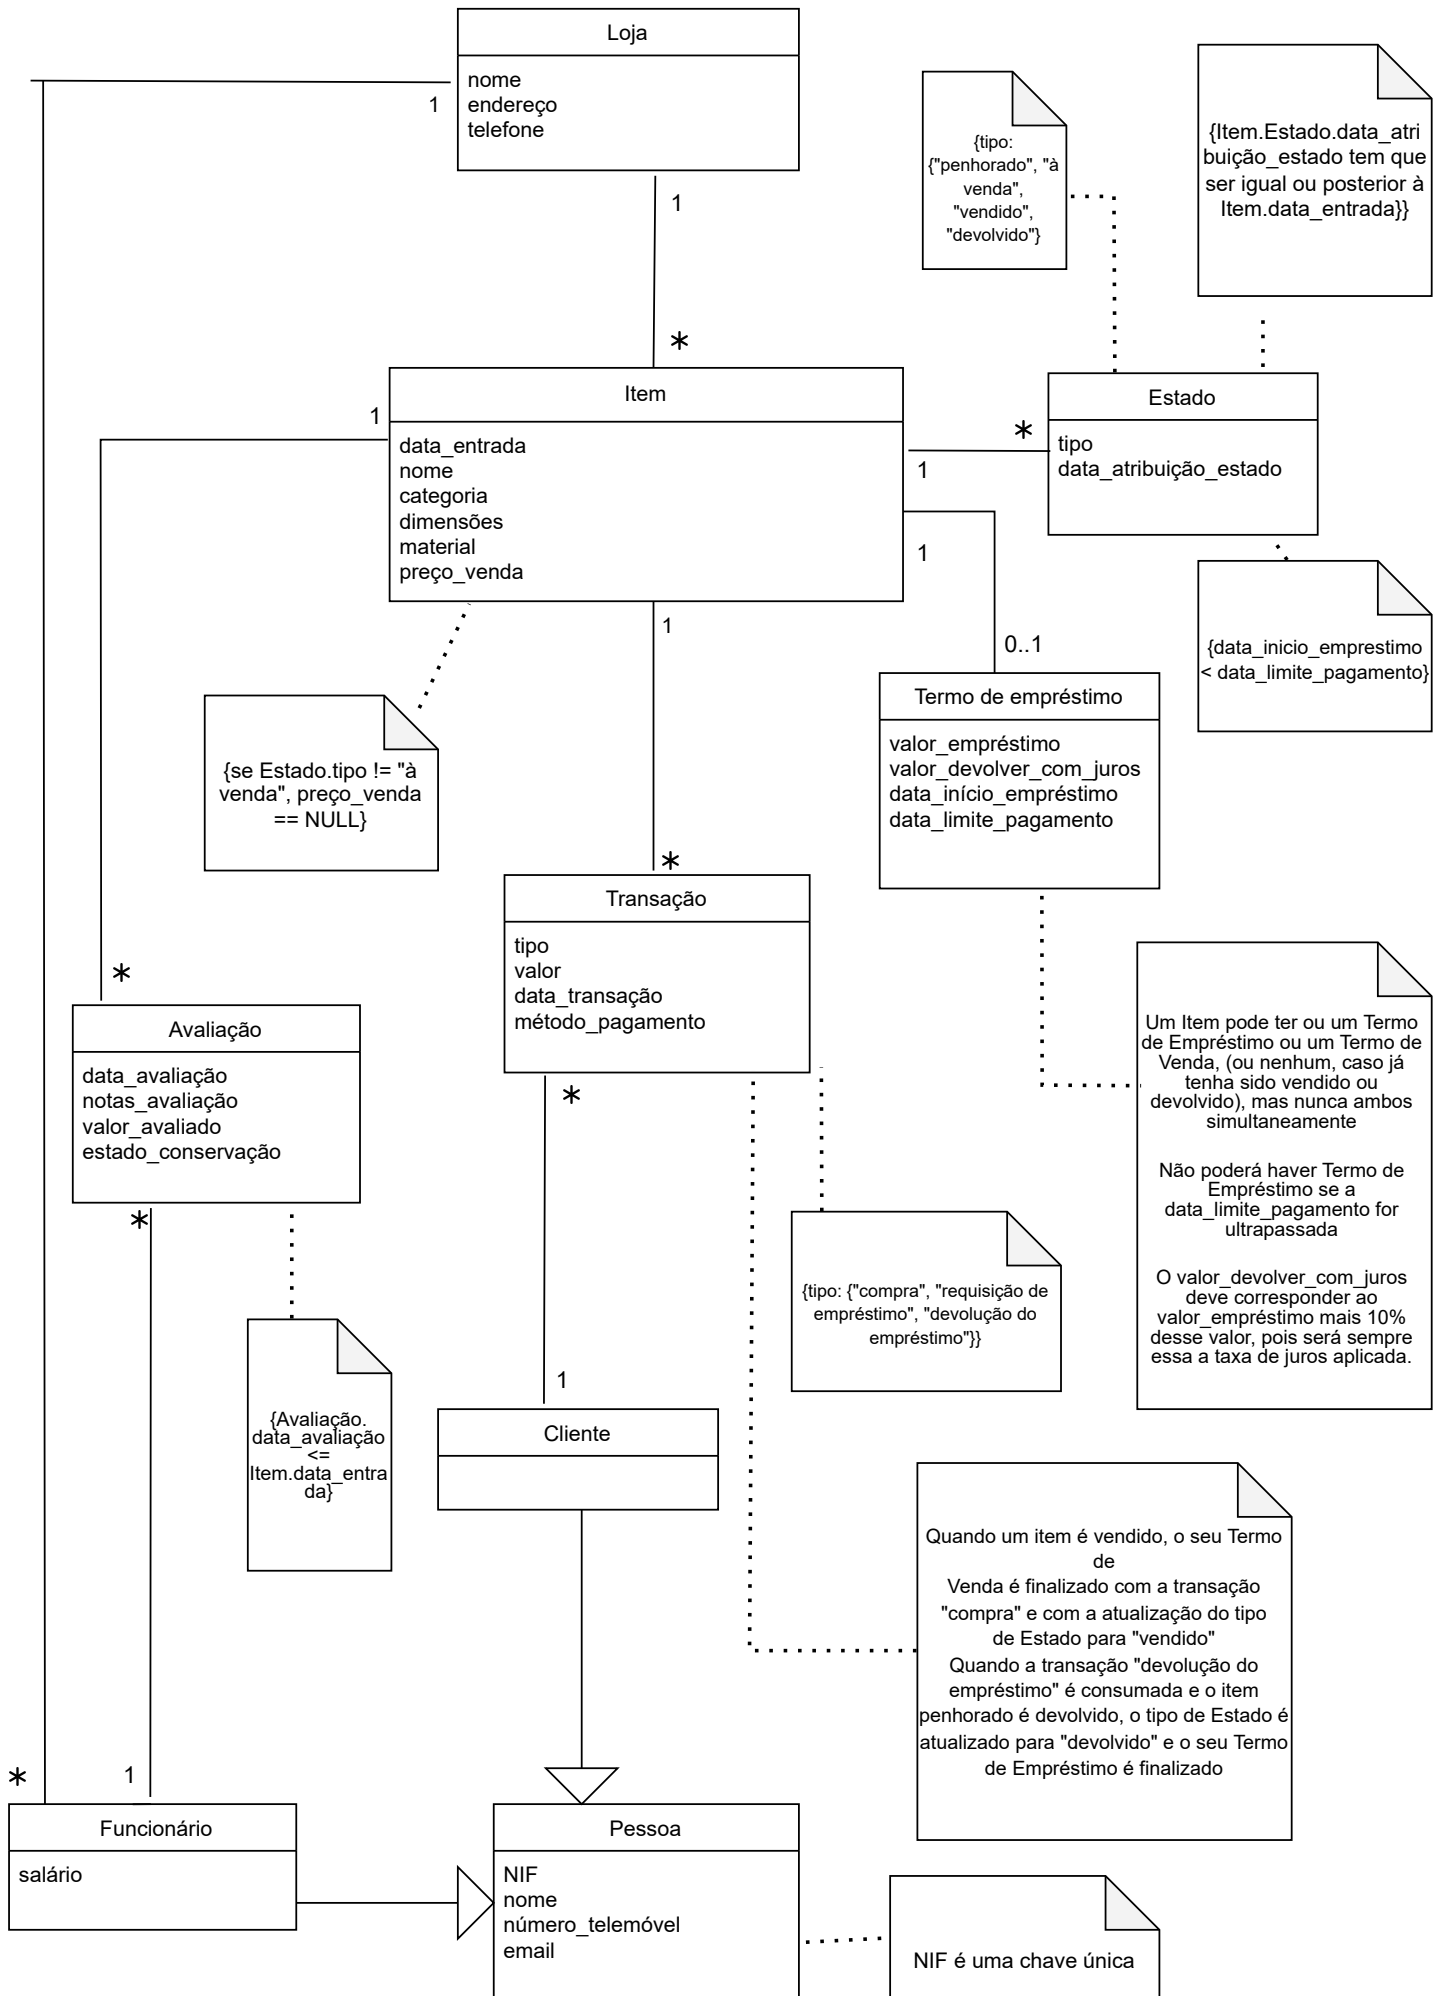 Loja
nome
endereço
telefone
1
1
*
{tipo:
{"penhorado", "à
venda",
"vendido",
"devolvido"}
{Item.Estado.data_atri
buição_estado tem que
ser igual ou posterior à
Item.data_entrada}}
Item
data_entrada
nome
categoria
dimensões
material
preço_venda
1
1
*
1
0..1
1
*
Estado
tipo
data_atribuição_estado
{data_inicio_emprestimo
< data_limite_pagamento}
{se Estado.tipo != "à
venda", preço_venda
== NULL}
Termo de empréstimo
valor_empréstimo
valor_devolver_com_juros
data_início_empréstimo
data_limite_pagamento
Transação
tipo
valor
data_transação
método_pagamento
*
*
Avaliação
data_avaliação
notas_avaliação
valor_avaliado
estado_conservação
*
Um Item pode ter ou um Termo
de Empréstimo ou um Termo de
Venda, (ou nenhum, caso já
tenha sido vendido ou
devolvido), mas nunca ambos
simultaneamente
Não poderá haver Termo de
Empréstimo se a
data_limite_pagamento for
ultrapassada
O valor_devolver_com_juros
deve corresponder ao
valor_empréstimo mais 10%
desse valor, pois será sempre
essa a taxa de juros aplicada.
{tipo: {"compra", "requisição de
empréstimo", "devolução do
empréstimo"}}
{Avaliação.
data_avaliação
<=
Item.data_entra
da}
1
Cliente
Quando um item é vendido, o seu Termo
de
Venda é finalizado com a transação
"compra" e com a atualização do tipo
de Estado para "vendido"
Quando a transação "devolução do
empréstimo" é consumada e o item
penhorado é devolvido, o tipo de Estado é
atualizado para "devolvido" e o seu Termo
de Empréstimo é finalizado
*
1
Funcionário
salário
Pessoa
NIF
nome
número_telemóvel
email
NIF é uma chave única